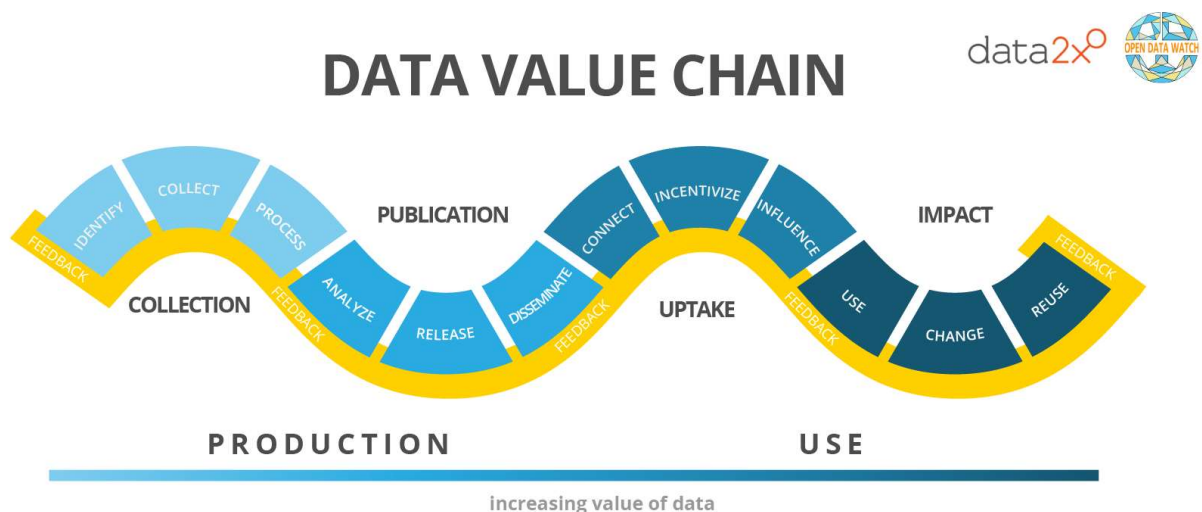 data2x
OPEN DATA WATCH
DATA VALUE CHAIN
FEEDBACK
IDENTIFY
COLLECT
PROCESS
COLLECTION
FEEDBACK
ANALYZE
RELEASE
DISSEMINATE
PUBLICATION
FEEDBACK
CONNECT
INCENTIVIZE
INFLUENCE
UPTAKE
FEEDBACK
USE
CHANGE
REUSE
IMPACT
FEEDBACK
PRODUCTION
USE
increasing value of data